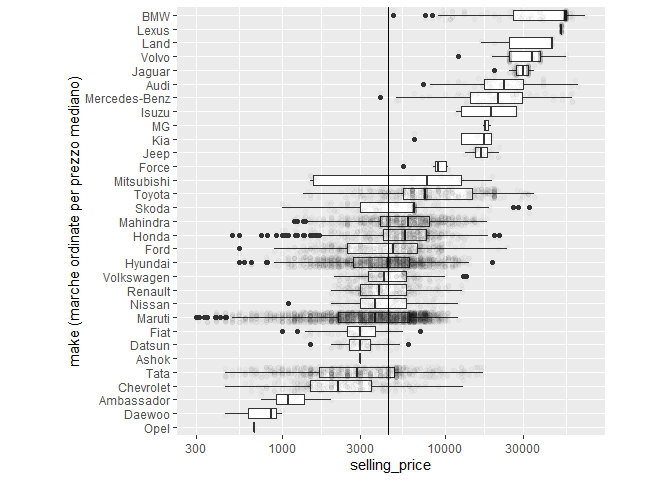 make (marche ordinate per prezzo mediano)
BMW
Lexus
Land
Volvo
Jaguar
Audi
Mercedes-Benz
Isuzu
MG
Kia
Jeep
Force
Mitsubishi
Toyota
Skoda
Mahindra
Honda
Ford
Hyundai
Volkswagen
Renault
Nissan
Maruti
Fiat
Datsun
Ashok
Tata
Chevrolet
Ambassador
Daewoo
Opel
300 1000 3000 10000 30000
selling_price